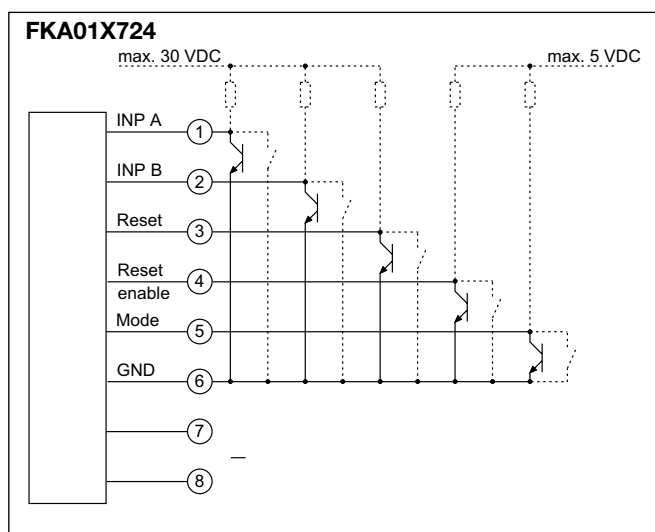 FKA01X724
max. 30 VDC
max. 5 VDC
INP A
1
INP B
2
Reset
3
Reset
enable
4
Mode
5
GND
6
7
8